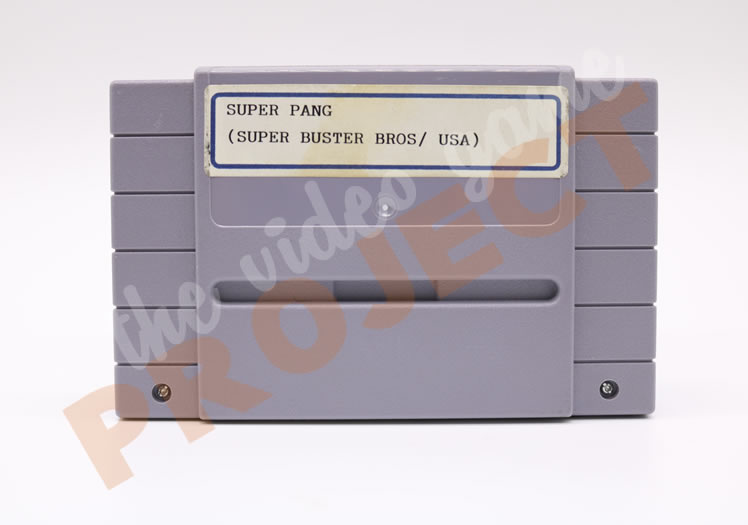 SUPER PANG
(SUPER BUSTER BROS/ USA)
the video game
PROJECT